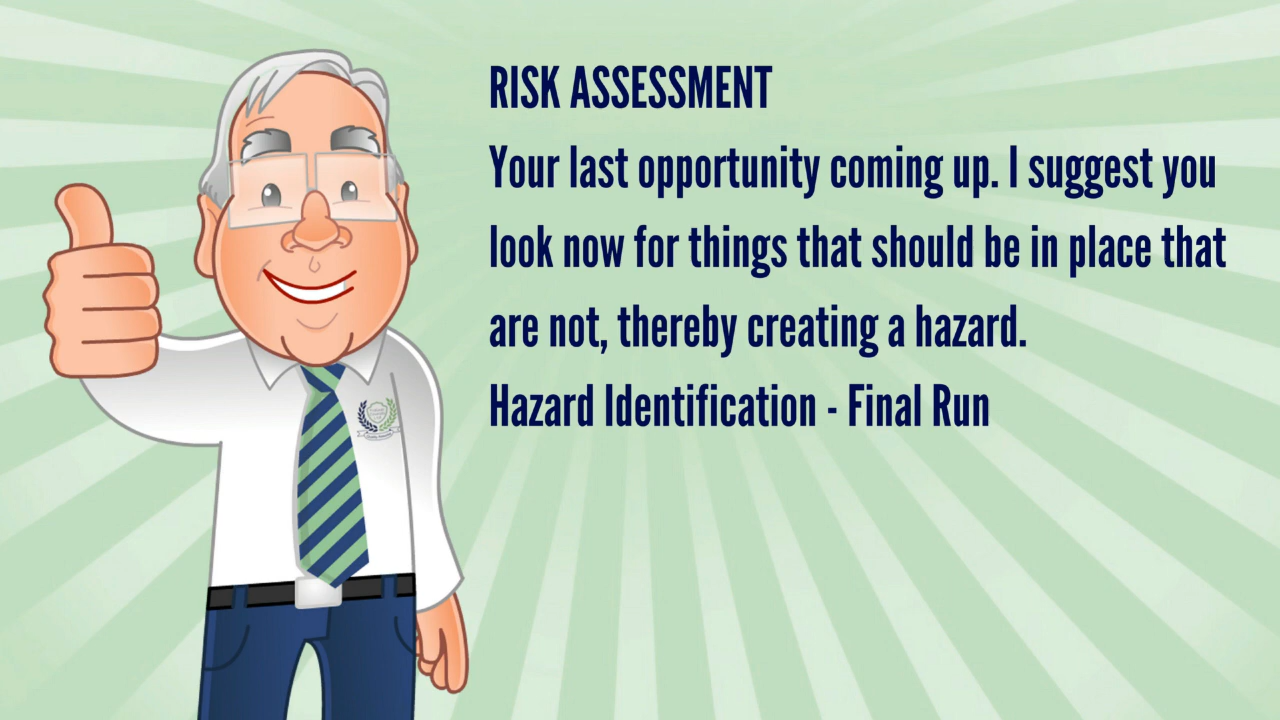 RISK ASSESSMENT
Your last opportunity coming up. I suggest you
look now for things that should be in place that
are not, thereby creating a hazard.
Hazard Identification - Final Run